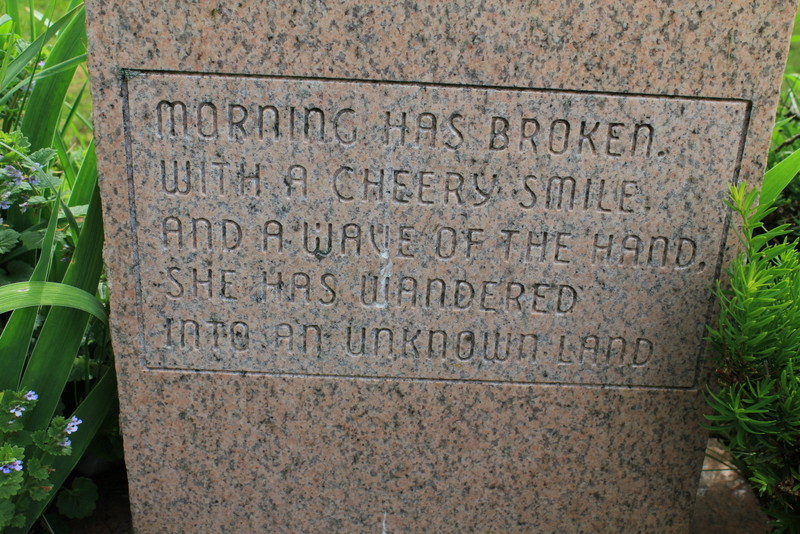 MORNING HAS BROKEN.
WITH A CHEERY SMILE
AND A WAVE OF THE HAND,
SHE HAS WANDERED
INTO AN UNKNOWN LAND